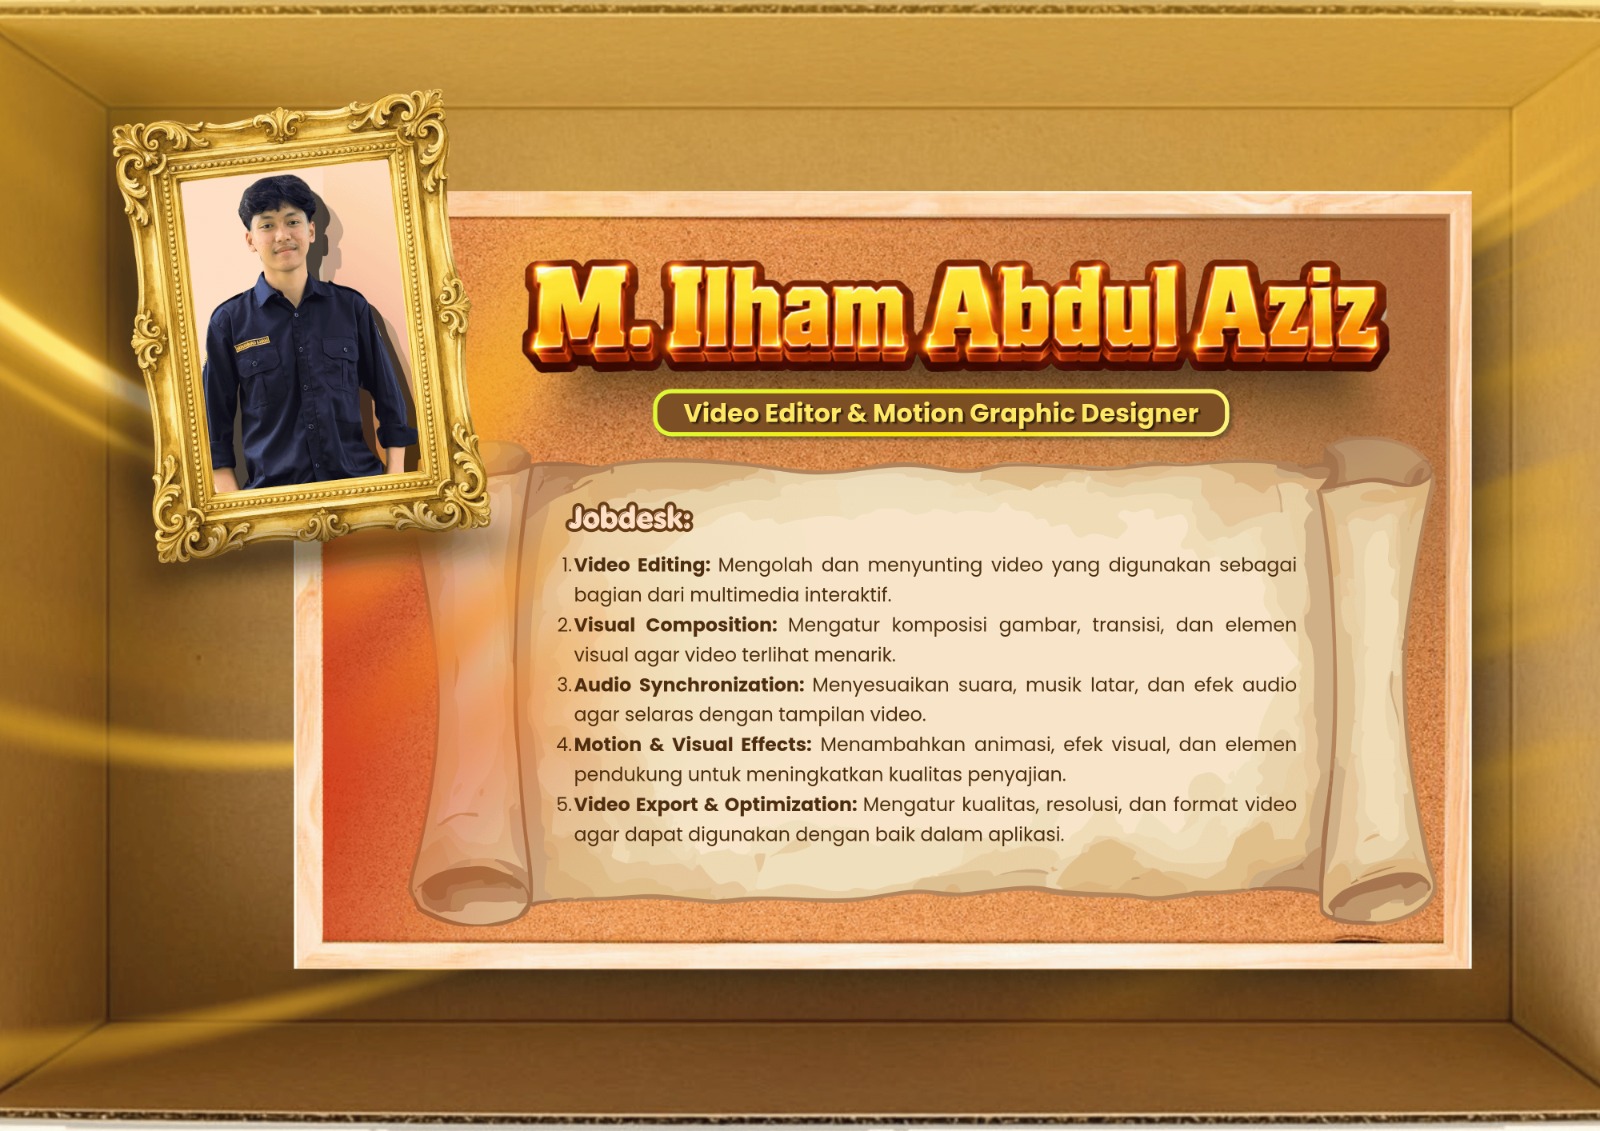 M. Ilham Abdul Aziz
Video Editor & Motion Graphic Designer
Jobdesk:
1. Video Editing: Mengolah dan menyunting video yang digunakan sebagai
bagian dari multimedia interaktif.
2. Visual Composition: Mengatur komposisi gambar, transisi, dan elemen
visual agar video terlihat menarik.
3. Audio Synchronization: Menyesuaikan suara, musik latar, dan efek audio
agar selaras dengan tampilan video.
4. Motion & Visual Effects: Menambahkan animasi, efek visual, dan elemen
pendukung untuk meningkatkan kualitas penyajian.
5. Video Export & Optimization: Mengatur kualitas, resolusi, dan format video
agar dapat digunakan dengan baik dalam aplikasi.